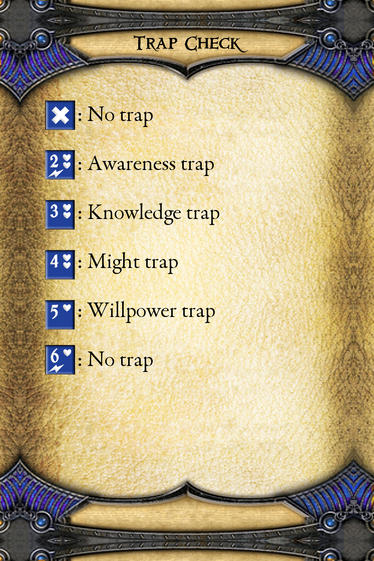 Trap Check
: No trap
2 : Awareness trap
3 : Knowledge trap
4 : Might trap
5 : Willpower trap
6 : No trap